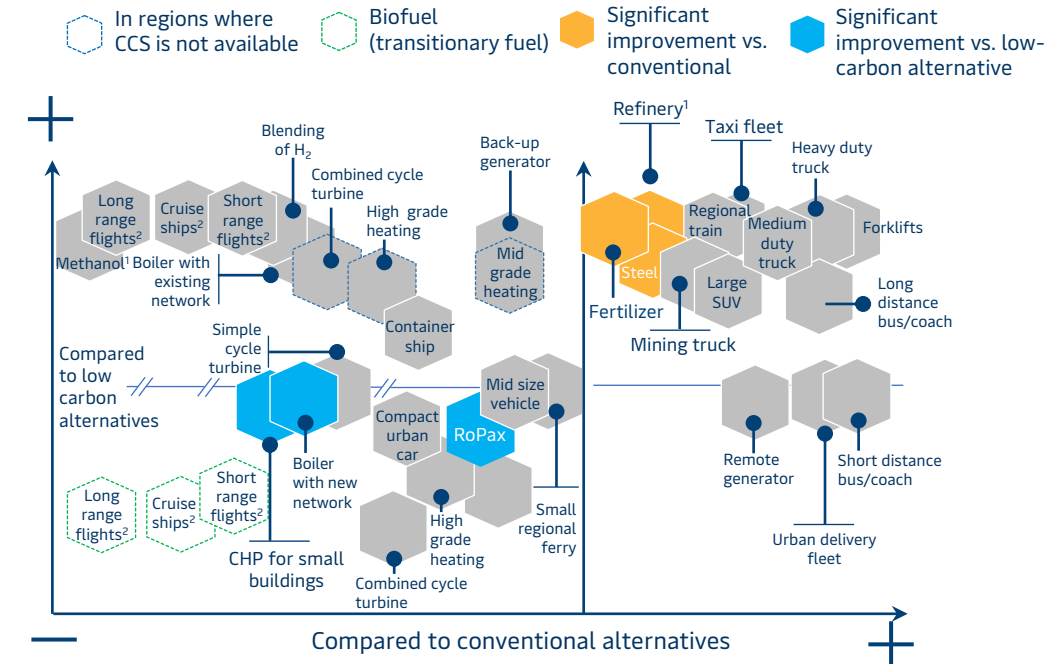 In regions where
CCS is not available
Biofuel
(transitionary fuel)
Significant
improvement vs.
conventional
Significant
improvement vs. low-
carbon alternative
Refinery¹
Taxi fleet
Blending
of H₂
Back-up
generator
Heavy duty
truck
Combined cycle
turbine
High grade
heating
Long
range
flights²
Cruise
ships²
Short
range
flights²
Regional
train
Medium
duty
truck
Forklifts
Methanol¹
Boiler with
existing
network
Mid
grade
heating
Steel
Large
SUV
Fertilizer
Long
distance
bus/coach
Container
ship
Mining truck
Simple
cycle
turbine
Compared
to low
carbon
alternatives
Mid size
vehicle
Compact
urban
car
RoPax
Boiler
with new
network
Remote
generator
Short distance
bus/coach
Long
range
flights²
Cruise
ships²
Short
range
flights²
High
grade
heating
Small
regional
ferry
Urban delivery
fleet
CHP for small
buildings
Combined cycle
turbine
Compared to conventional alternatives